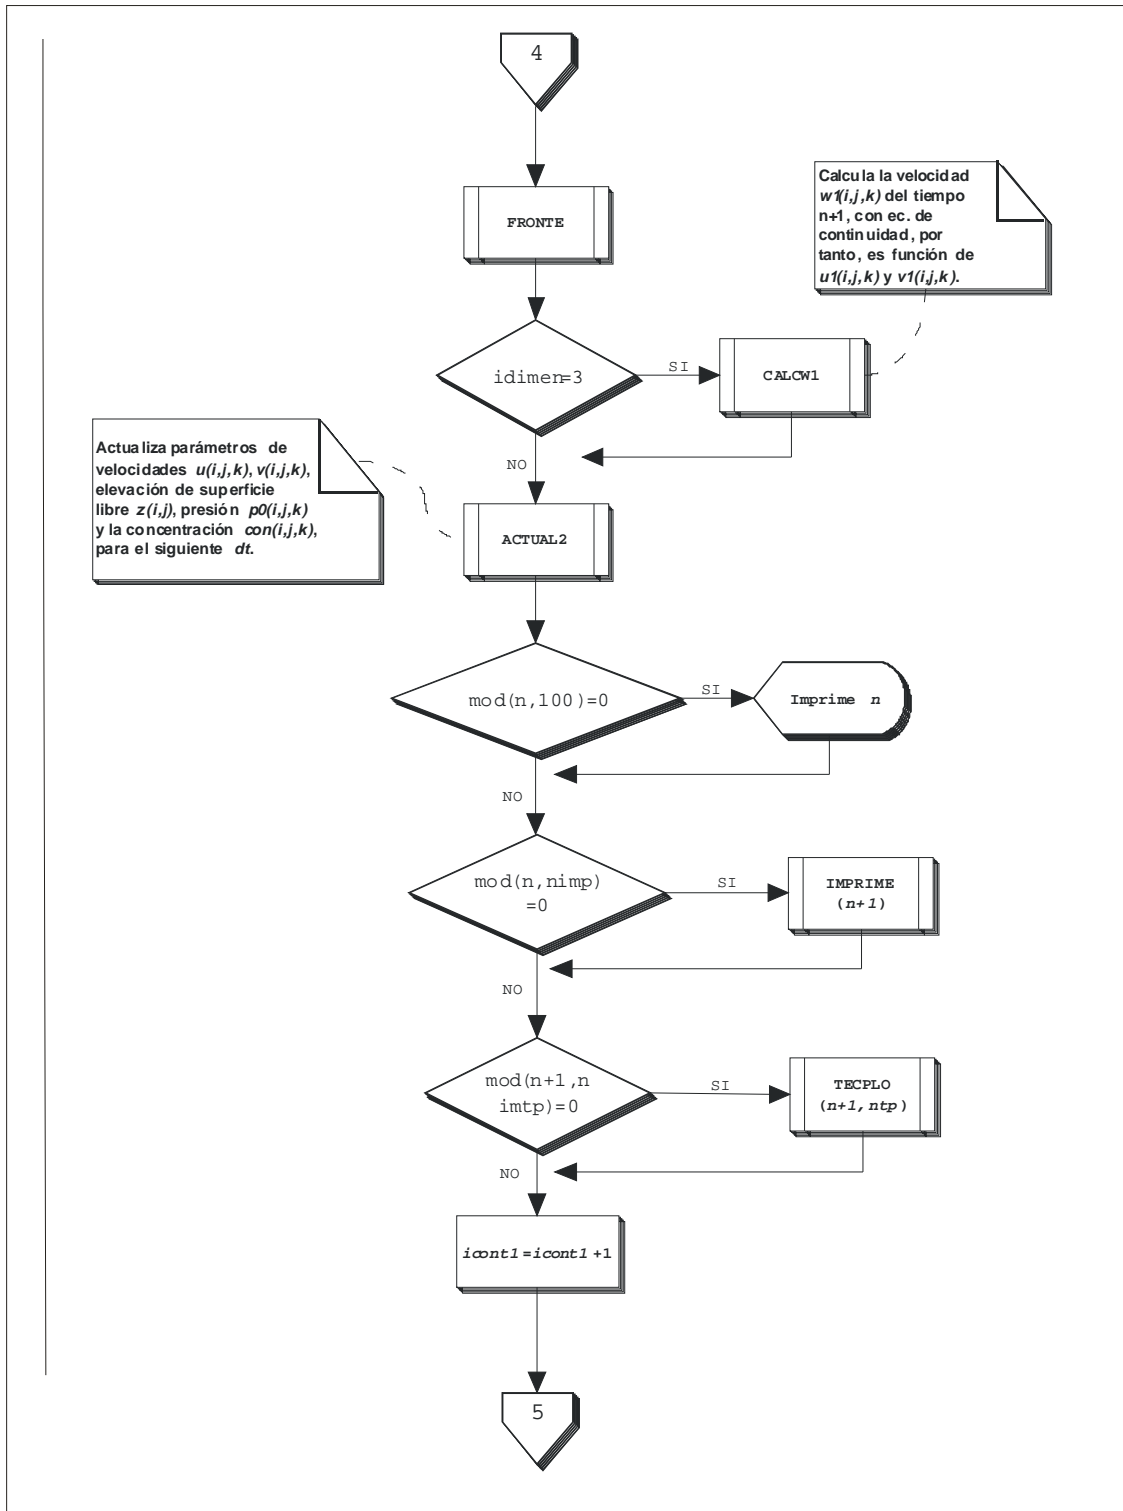 4
FRONTE
Calcula la velocidad
w1(i,j,k) del tiempo
n+1, con ec. de
continuidad, por
tanto, es función de
u1(i,j,k) y v1(i,j,k).
idimen=3
SI
CALCW1
NO
Actualiza parámetros de
velocidades u(i,j,k), v(i,j,k),
elevación de superficie
libre z(i,j), presión p0(i,j,k)
y la concentración con(i,j,k),
para el siguiente dt.
ACTUAL2
mod(n,100)=0
SI
Imprime n
NO
mod(n,nimp)
=0
SI
IMPRIME
(n+1)
NO
mod(n+1,n
imtp)=0
SI
TECPLO
(n+1,ntp)
NO
icont1=icont1+1
5